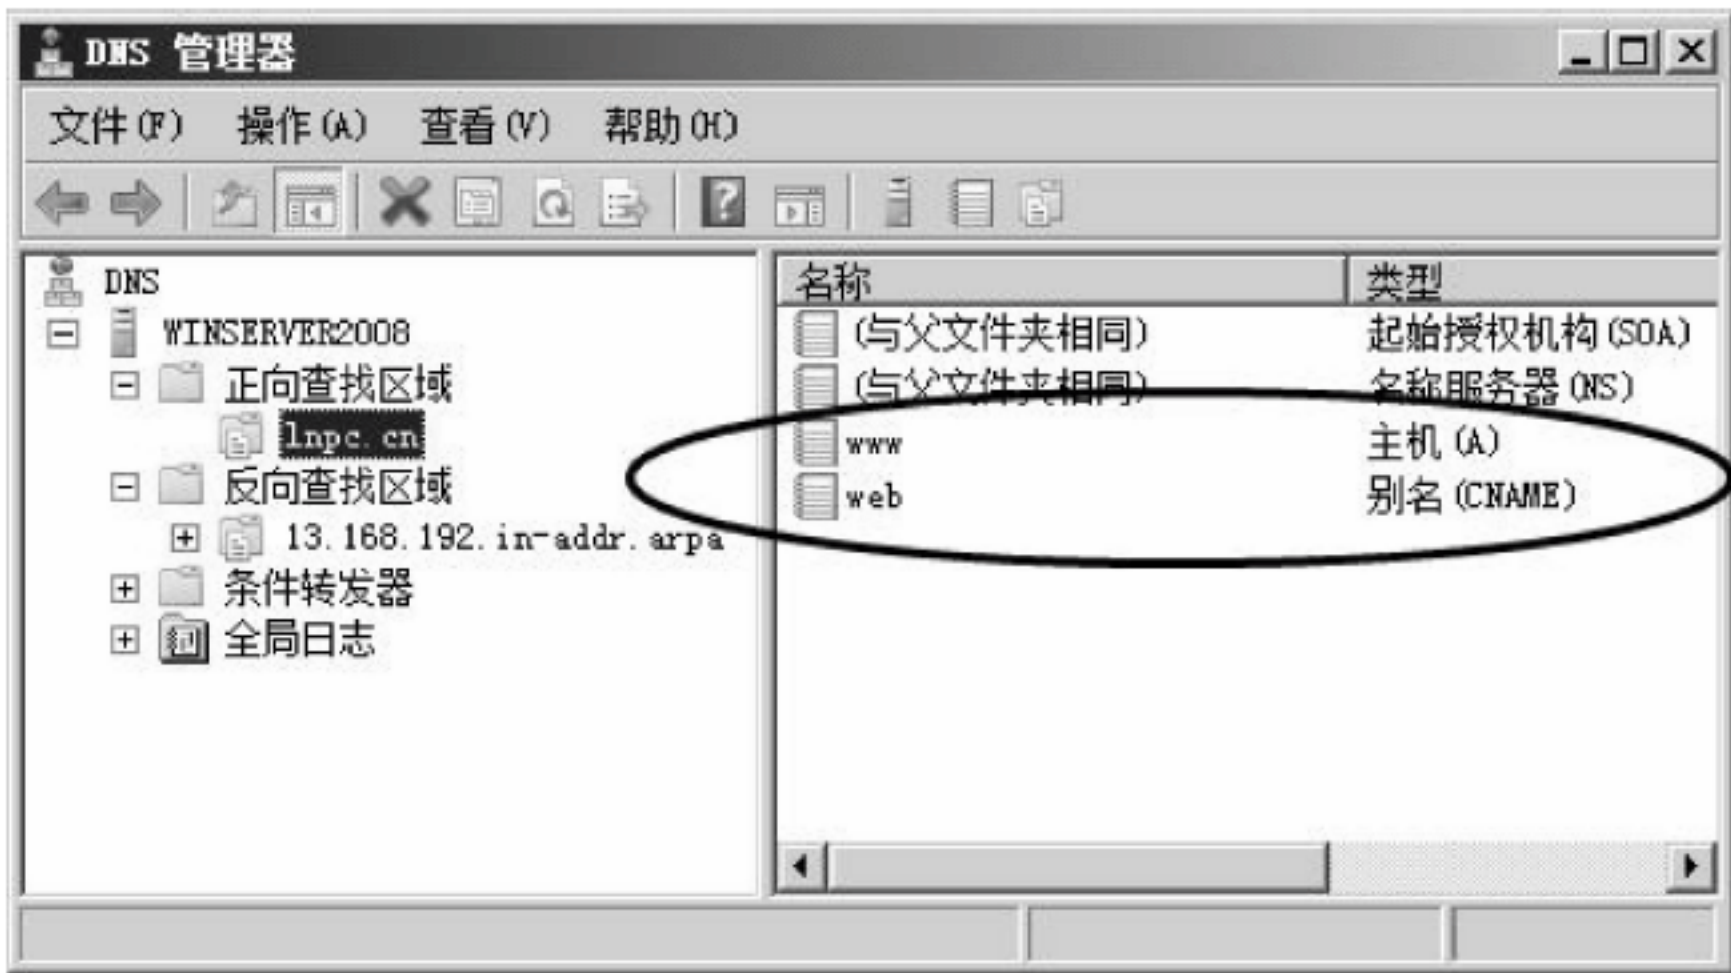 DNS 管理器
文件(F) 操作(A) 查看(V) 帮助(H)
DNS
WINSERVER2008
正向查找区域
lnpc.cn
反向查找区域
13.168.192.in-addr.arpa
条件转发器
全局日志
名称 类型
(与父文件夹相同) 起始授权机构(SOA)
(与父文件夹相同) 名称服务器(NS)
www 主机(A)
web 别名(CNAME)